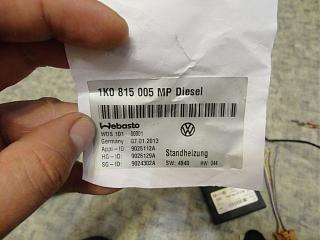 1K0 815 005 MP Diesel
Webasto
WDS 101 00001
Germany 07.01.2013
Appl-ID: 9026112A
HG-ID: 9026129A
SG-ID: 9024302A
Standheizung
SW: 4940 HW: 344